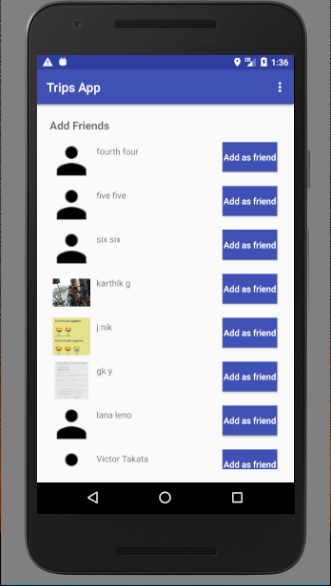 1:36
Trips App
Add Friends
fourth four
Add as friend
five five
Add as friend
six six
Add as friend
karthik g
Add as friend
j nik
Add as friend
gk y
Add as friend
lana leno
Add as friend
Victor Takata
Add as friend